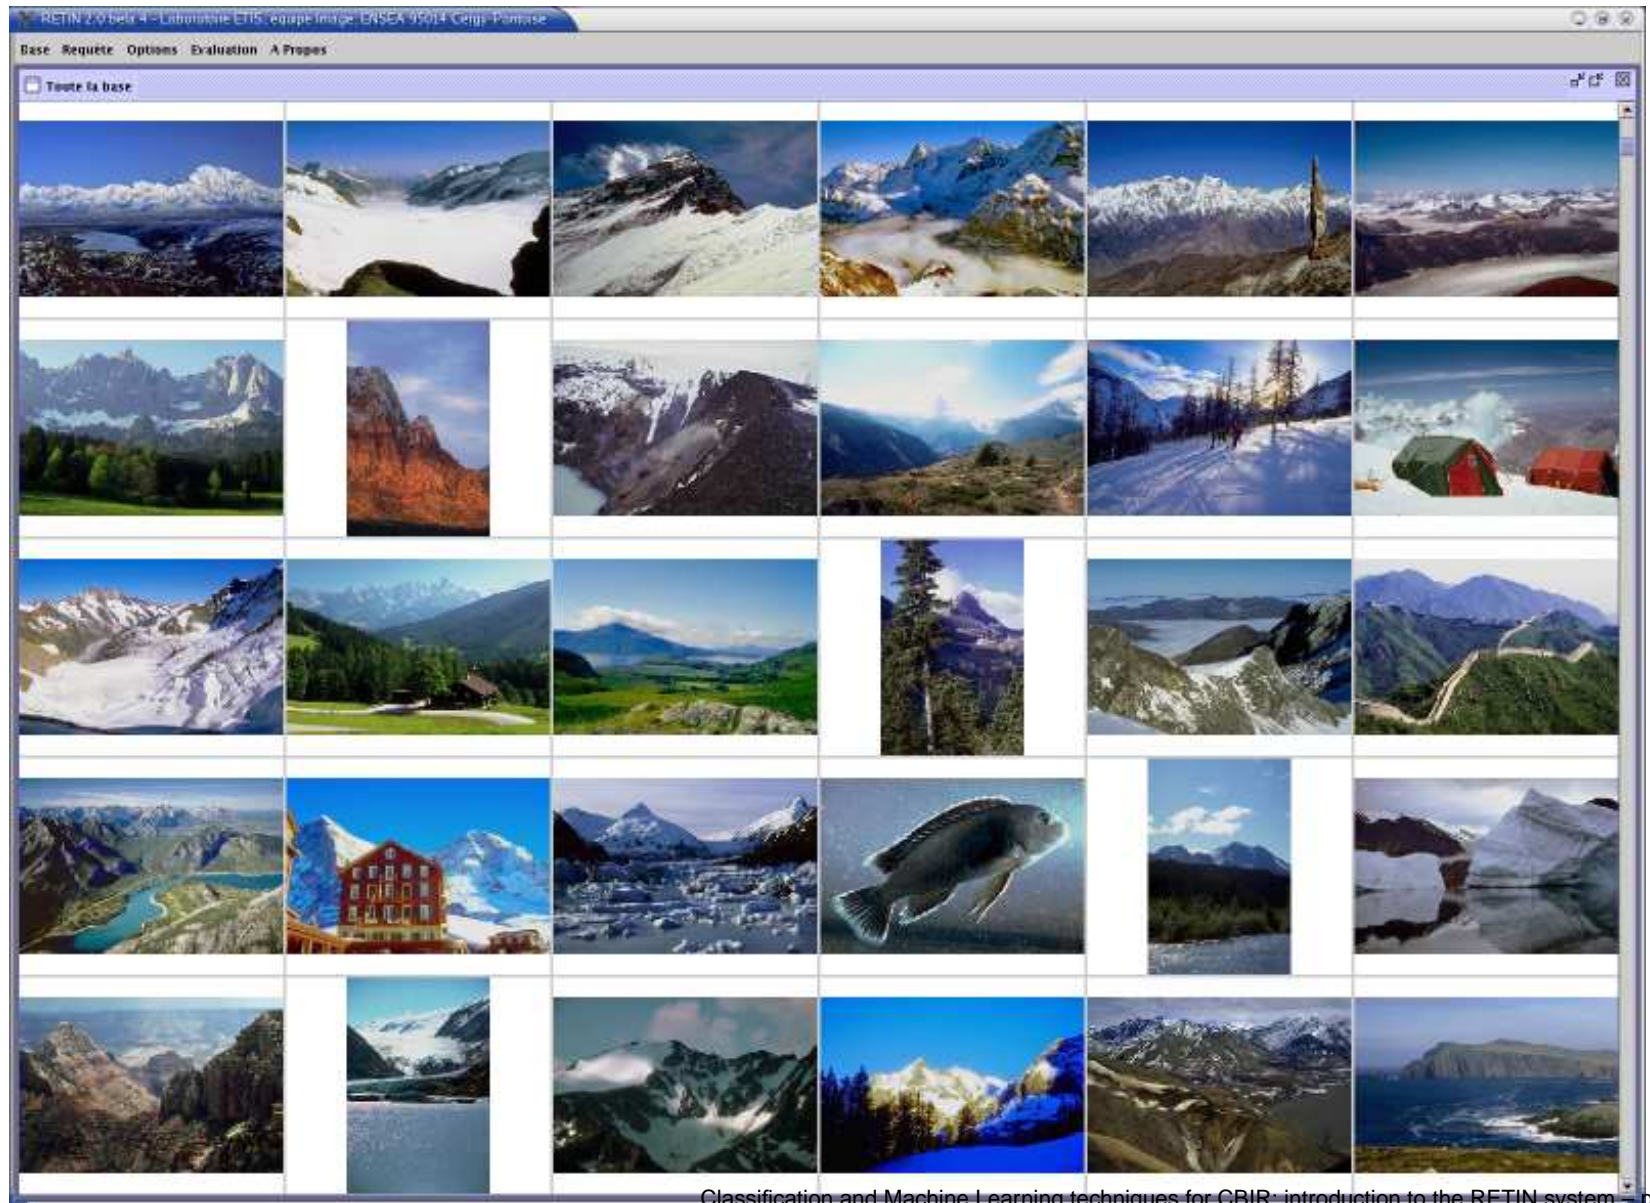 RETIN 2.0 beta 4 - Laboratoire ETIS, equipe Image, ENSEA 95014 Cergy-Pontoise
Base Requête Options Evaluation A Propos
Toute la base
Classification and Machine Learning techniques for CBIR: introduction to the RETIN system –